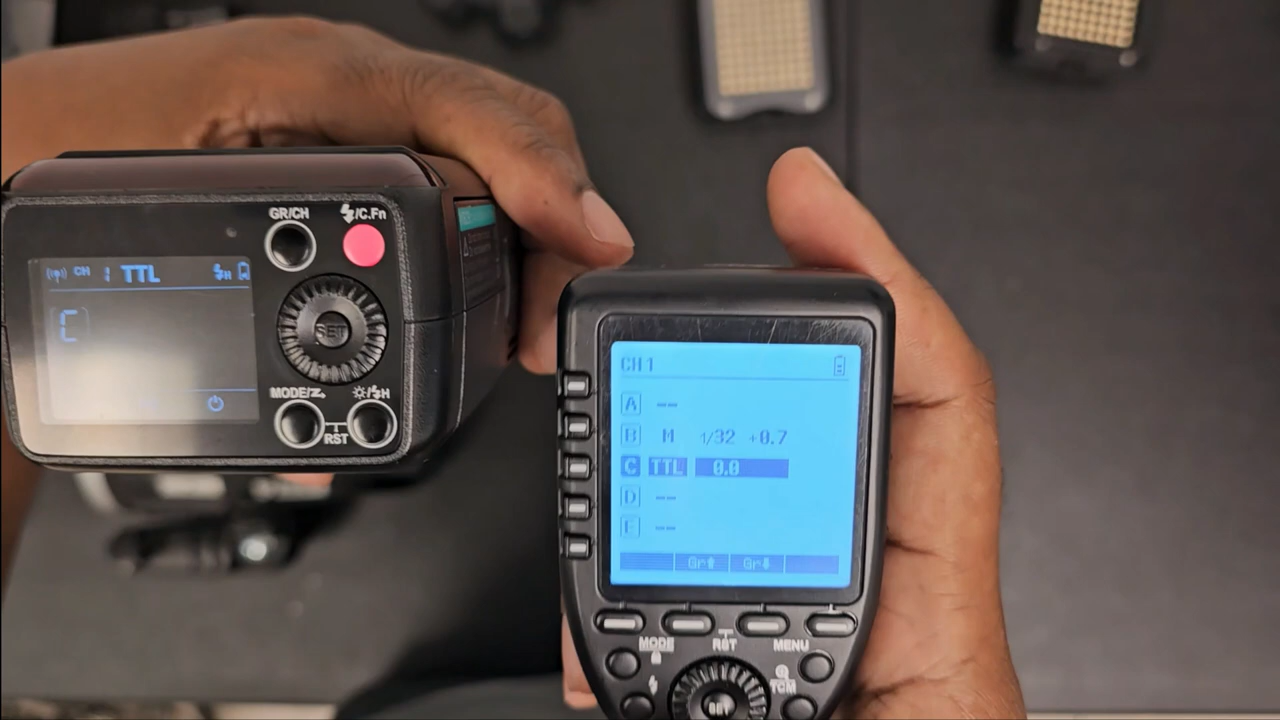 GR/CH
/C.Fn
CH 1 TTL
H
C
SET
MODE/Z
/H
RST
CH1
A --
B M 1/32 +0.7
C TTL 0.0
D --
E --
Gr Gr
MODE RST MENU
TCM
SET